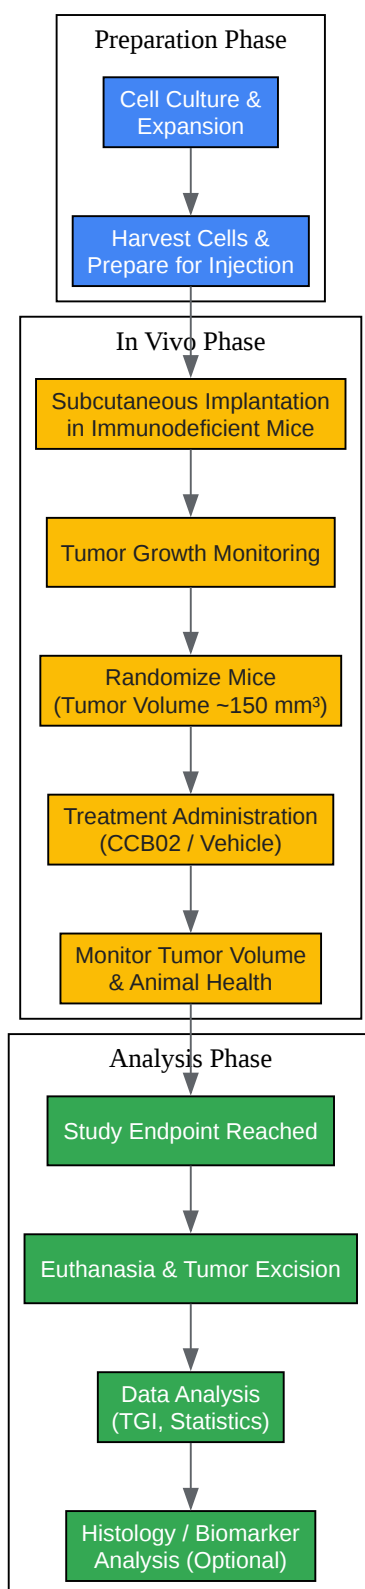 Preparation Phase
Cell Culture &
Expansion
Harvest Cells &
Prepare for Injection
In Vivo Phase
Subcutaneous Implantation
in Immunodeficient Mice
Tumor Growth Monitoring
Randomize Mice
(Tumor Volume ~150 mm³)
Treatment Administration
(CCB02 / Vehicle)
Monitor Tumor Volume
& Animal Health
Analysis Phase
Study Endpoint Reached
Euthanasia & Tumor Excision
Data Analysis
(TGI, Statistics)
Histology / Biomarker
Analysis (Optional)